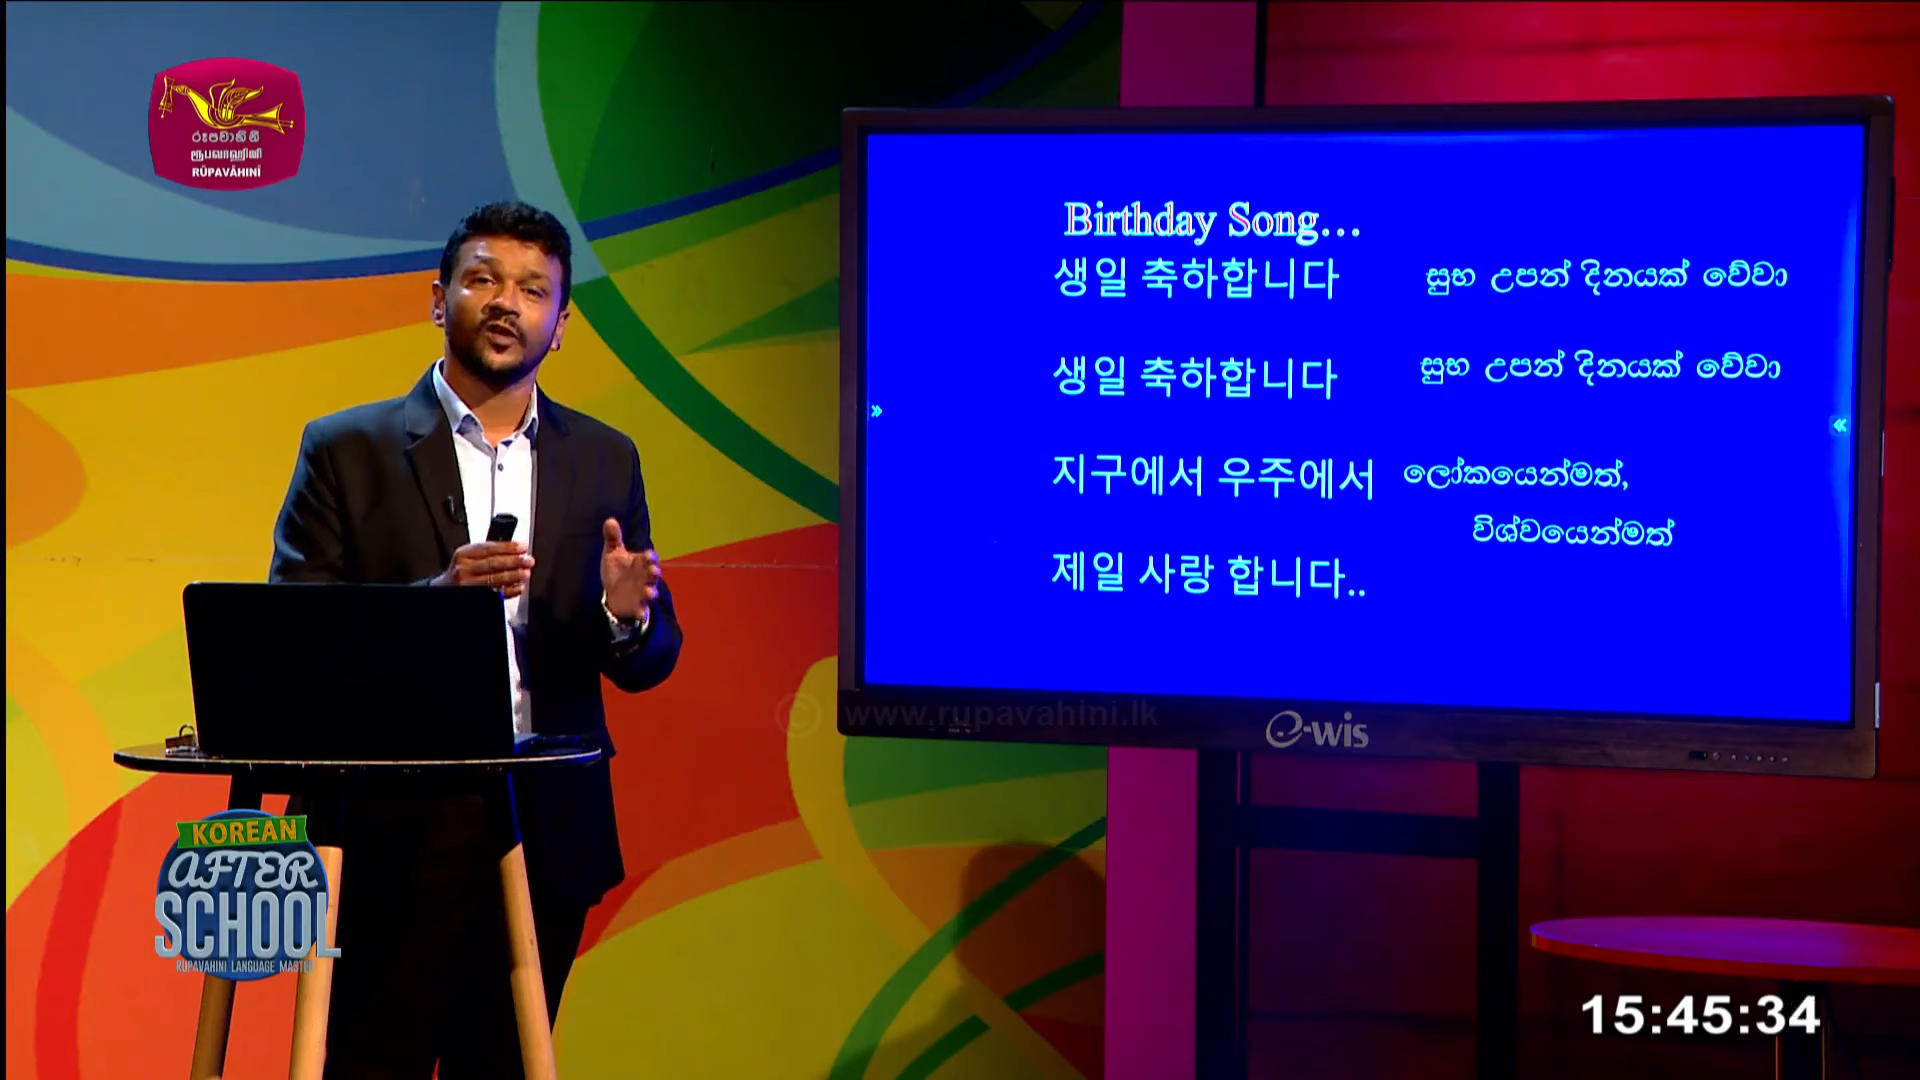 රූපවාහිනී
ரூபவாஹினி
RŪPAVĀHINĪ
Birthday Song...
생일 축하합니다 සුභ උපන් දිනයක් වේවා
생일 축하합니다 සුභ උපන් දිනයක් වේවා
지구에서 우주에서 ලෝකයෙන්මත්,
විශ්වයෙන්මත්
제일 사랑 합니다..
»
«
© www.rupavahini.lk
e-wis
KOREAN
AFTER
SCHOOL
RUPAVAHINI LANGUAGE MASTER
15:45:34